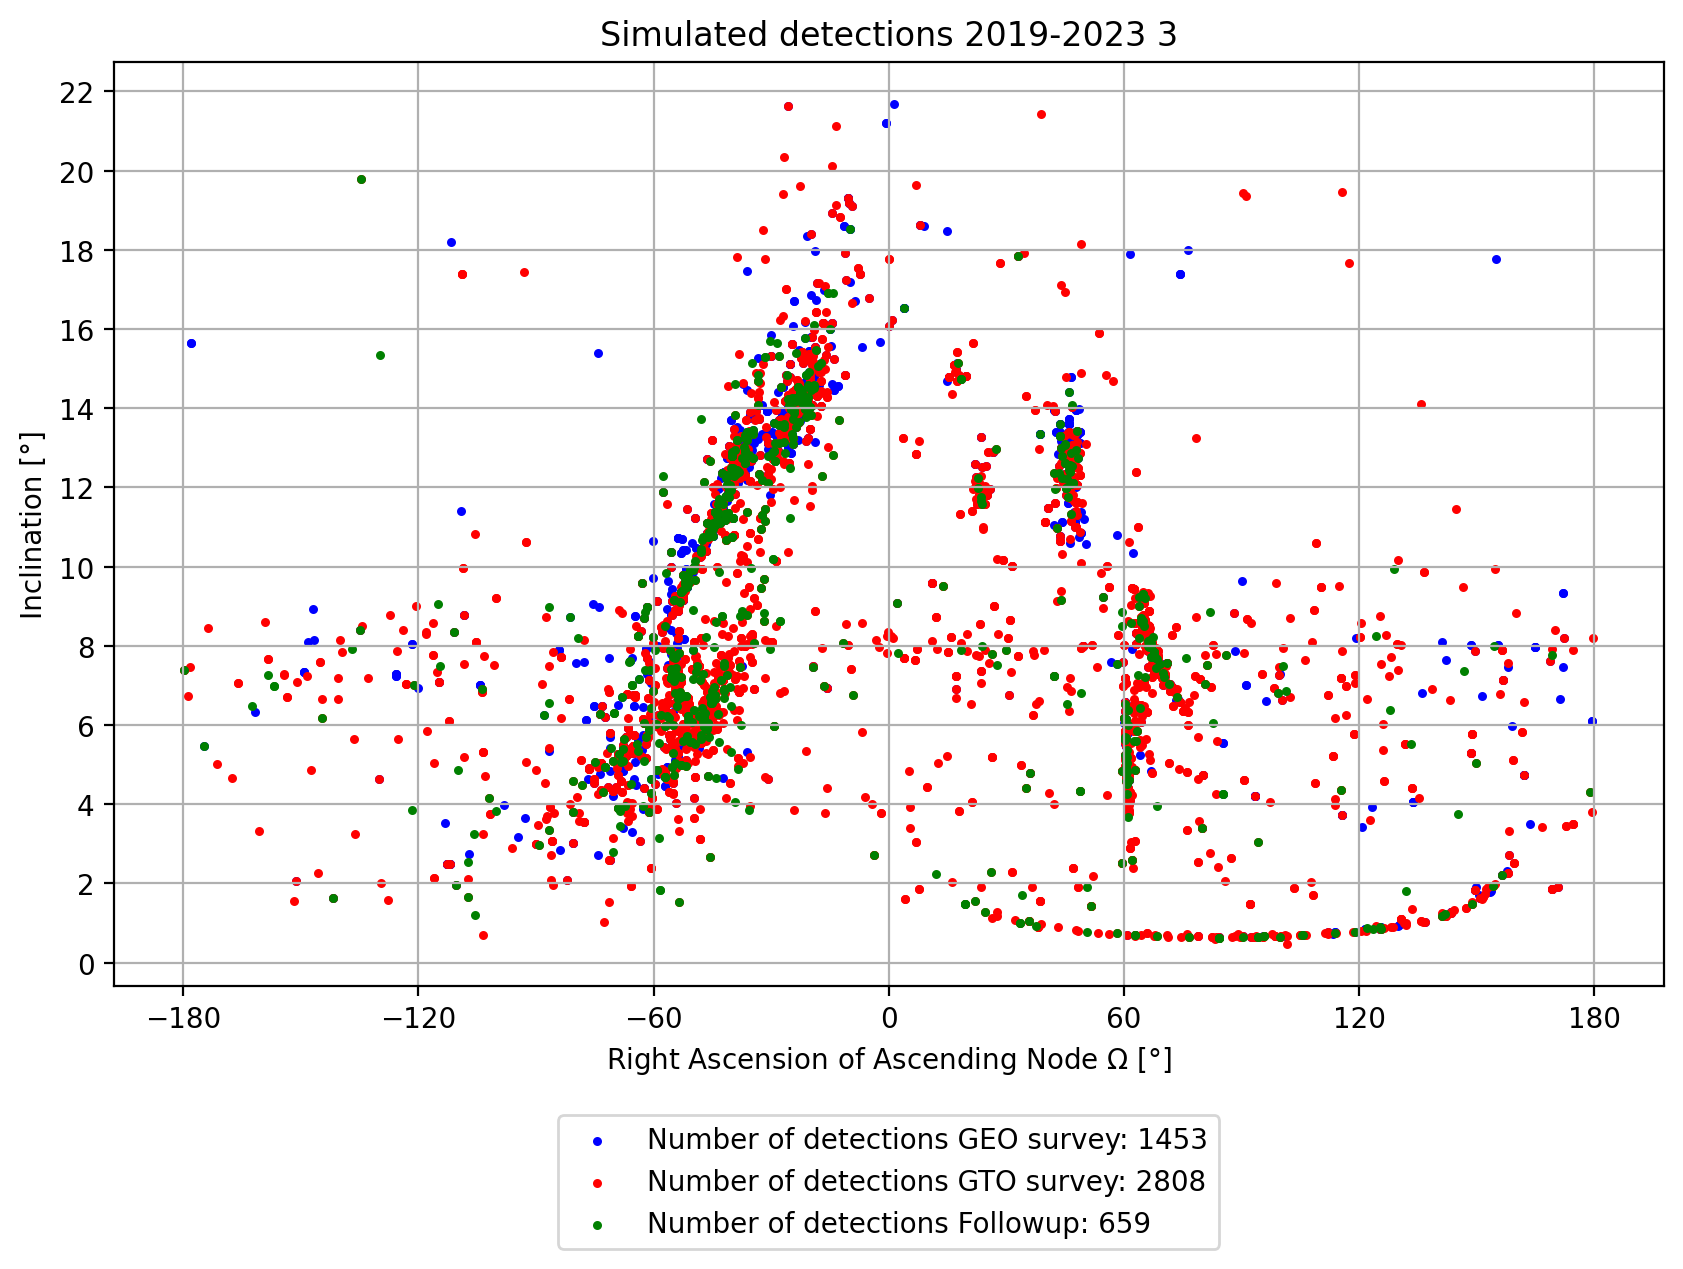 Simulated detections 2019-2023 3
22
20
18
16
14
12
10
8
6
4
2
0
Inclination [°]
−180 −120 −60 0 60 120 180
Right Ascension of Ascending Node Ω [°]
Number of detections GEO survey: 1453
Number of detections GTO survey: 2808
Number of detections Followup: 659